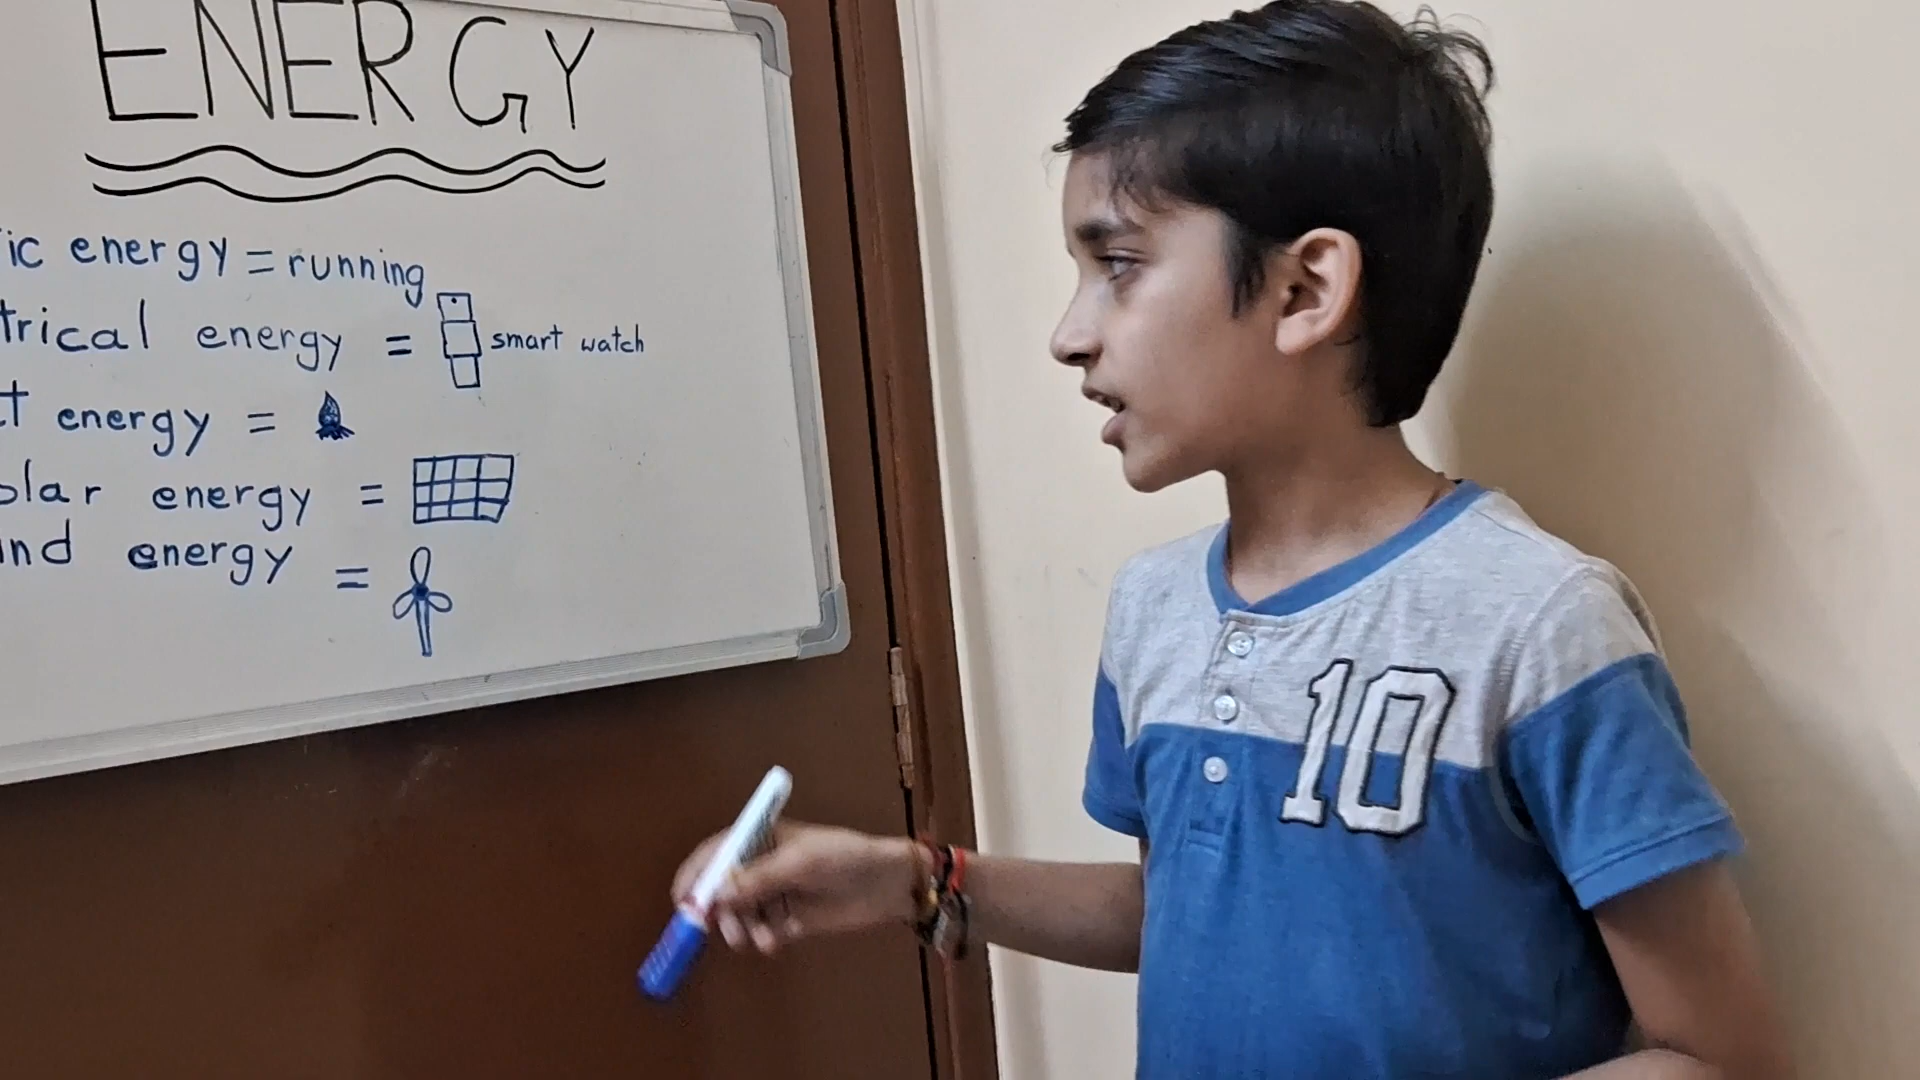 ENERGY
ic energy = running
trical energy = smart watch
t energy =
olar energy =
ind energy =
10